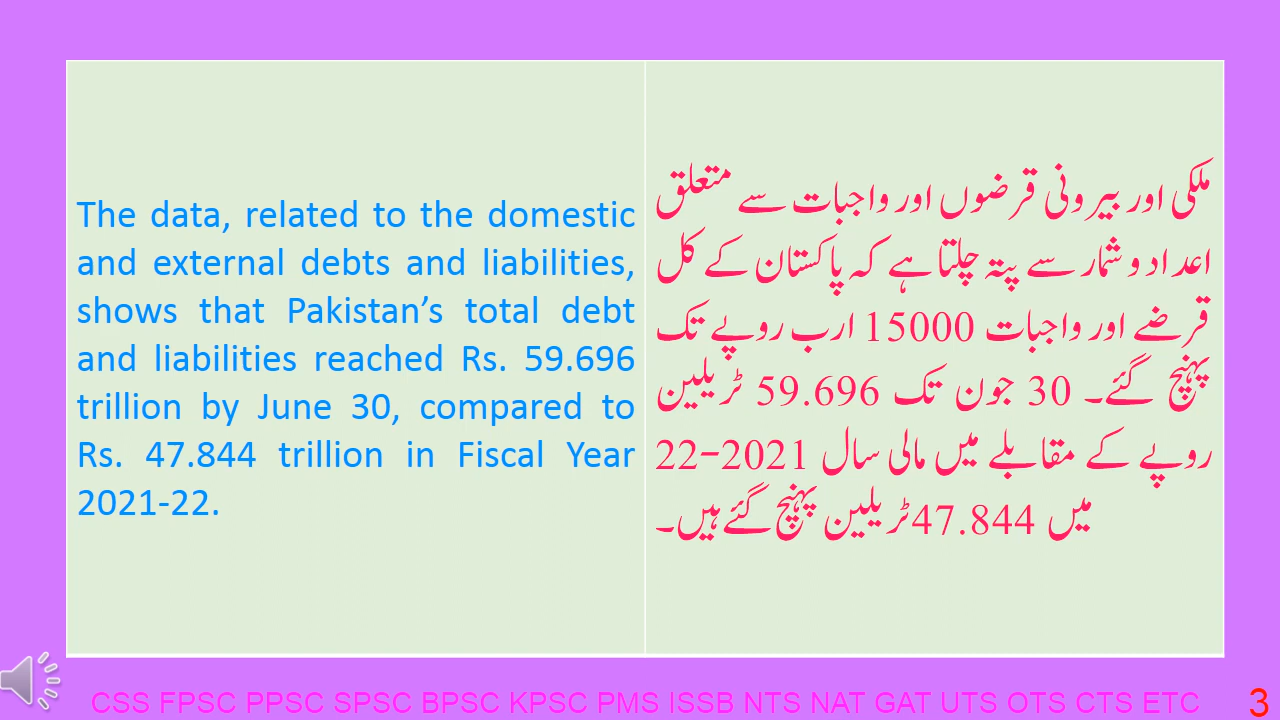 The data, related to the domestic
and external debts and liabilities,
shows that Pakistan’s total debt
and liabilities reached Rs. 59.696
trillion by June 30, compared to
Rs. 47.844 trillion in Fiscal Year
2021-22.
ملکی اور بیرونی قرضوں اور واجبات سے متعلق
اعداد و شمار سے پتہ چلتا ہے کہ پاکستان کے کل
قرضے اور واجبات 15000 ارب روپے تک
پہنچ گئے۔ 30 جون تک 59.696 ٹریلین
روپے کے مقابلے میں مالی سال 2021-22
میں 47.844ٹریلین پہنچ گئے ہیں۔
CSS FPSC PPSC SPSC BPSC KPSC PMS ISSB NTS NAT GAT UTS OTS CTS ETC
3